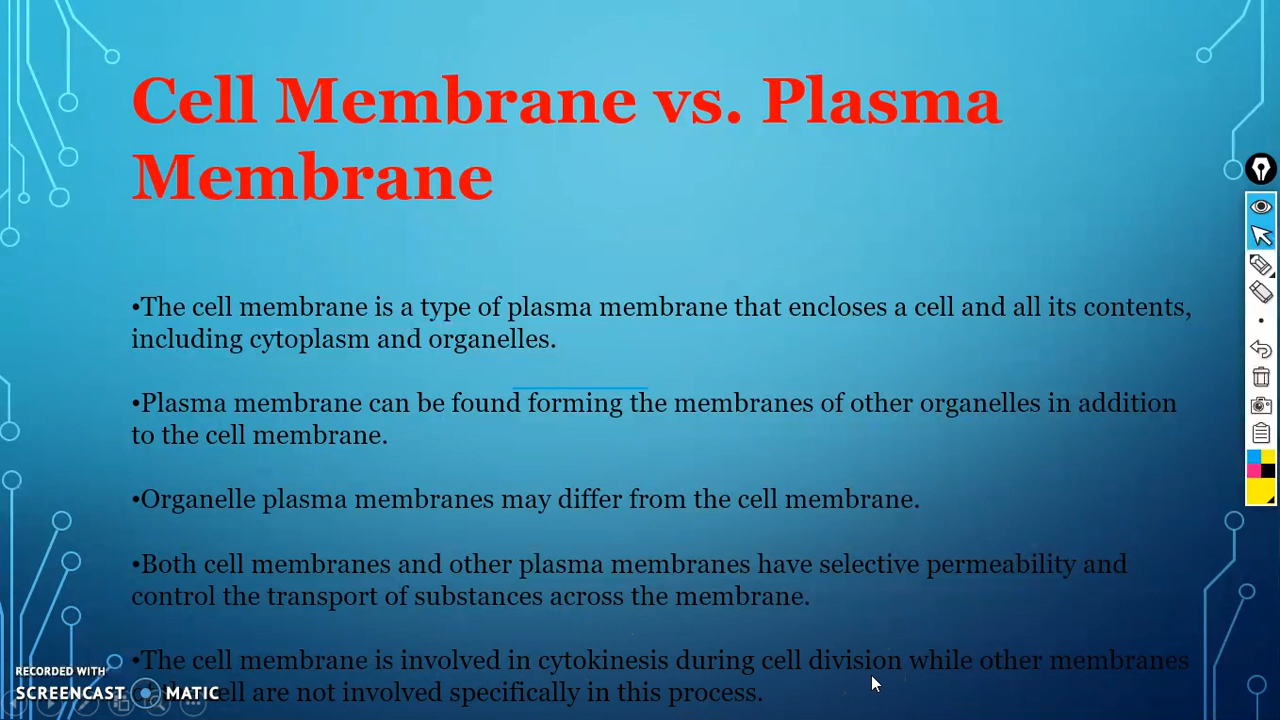 Cell Membrane vs. Plasma
Membrane
•The cell membrane is a type of plasma membrane that encloses a cell and all its contents,
including cytoplasm and organelles.
•Plasma membrane can be found forming the membranes of other organelles in addition
to the cell membrane.
•Organelle plasma membranes may differ from the cell membrane.
•Both cell membranes and other plasma membranes have selective permeability and
control the transport of substances across the membrane.
•The cell membrane is involved in cytokinesis during cell division while other membranes
cell are not involved specifically in this process.
RECORDED WITH
SCREENCAST MATIC